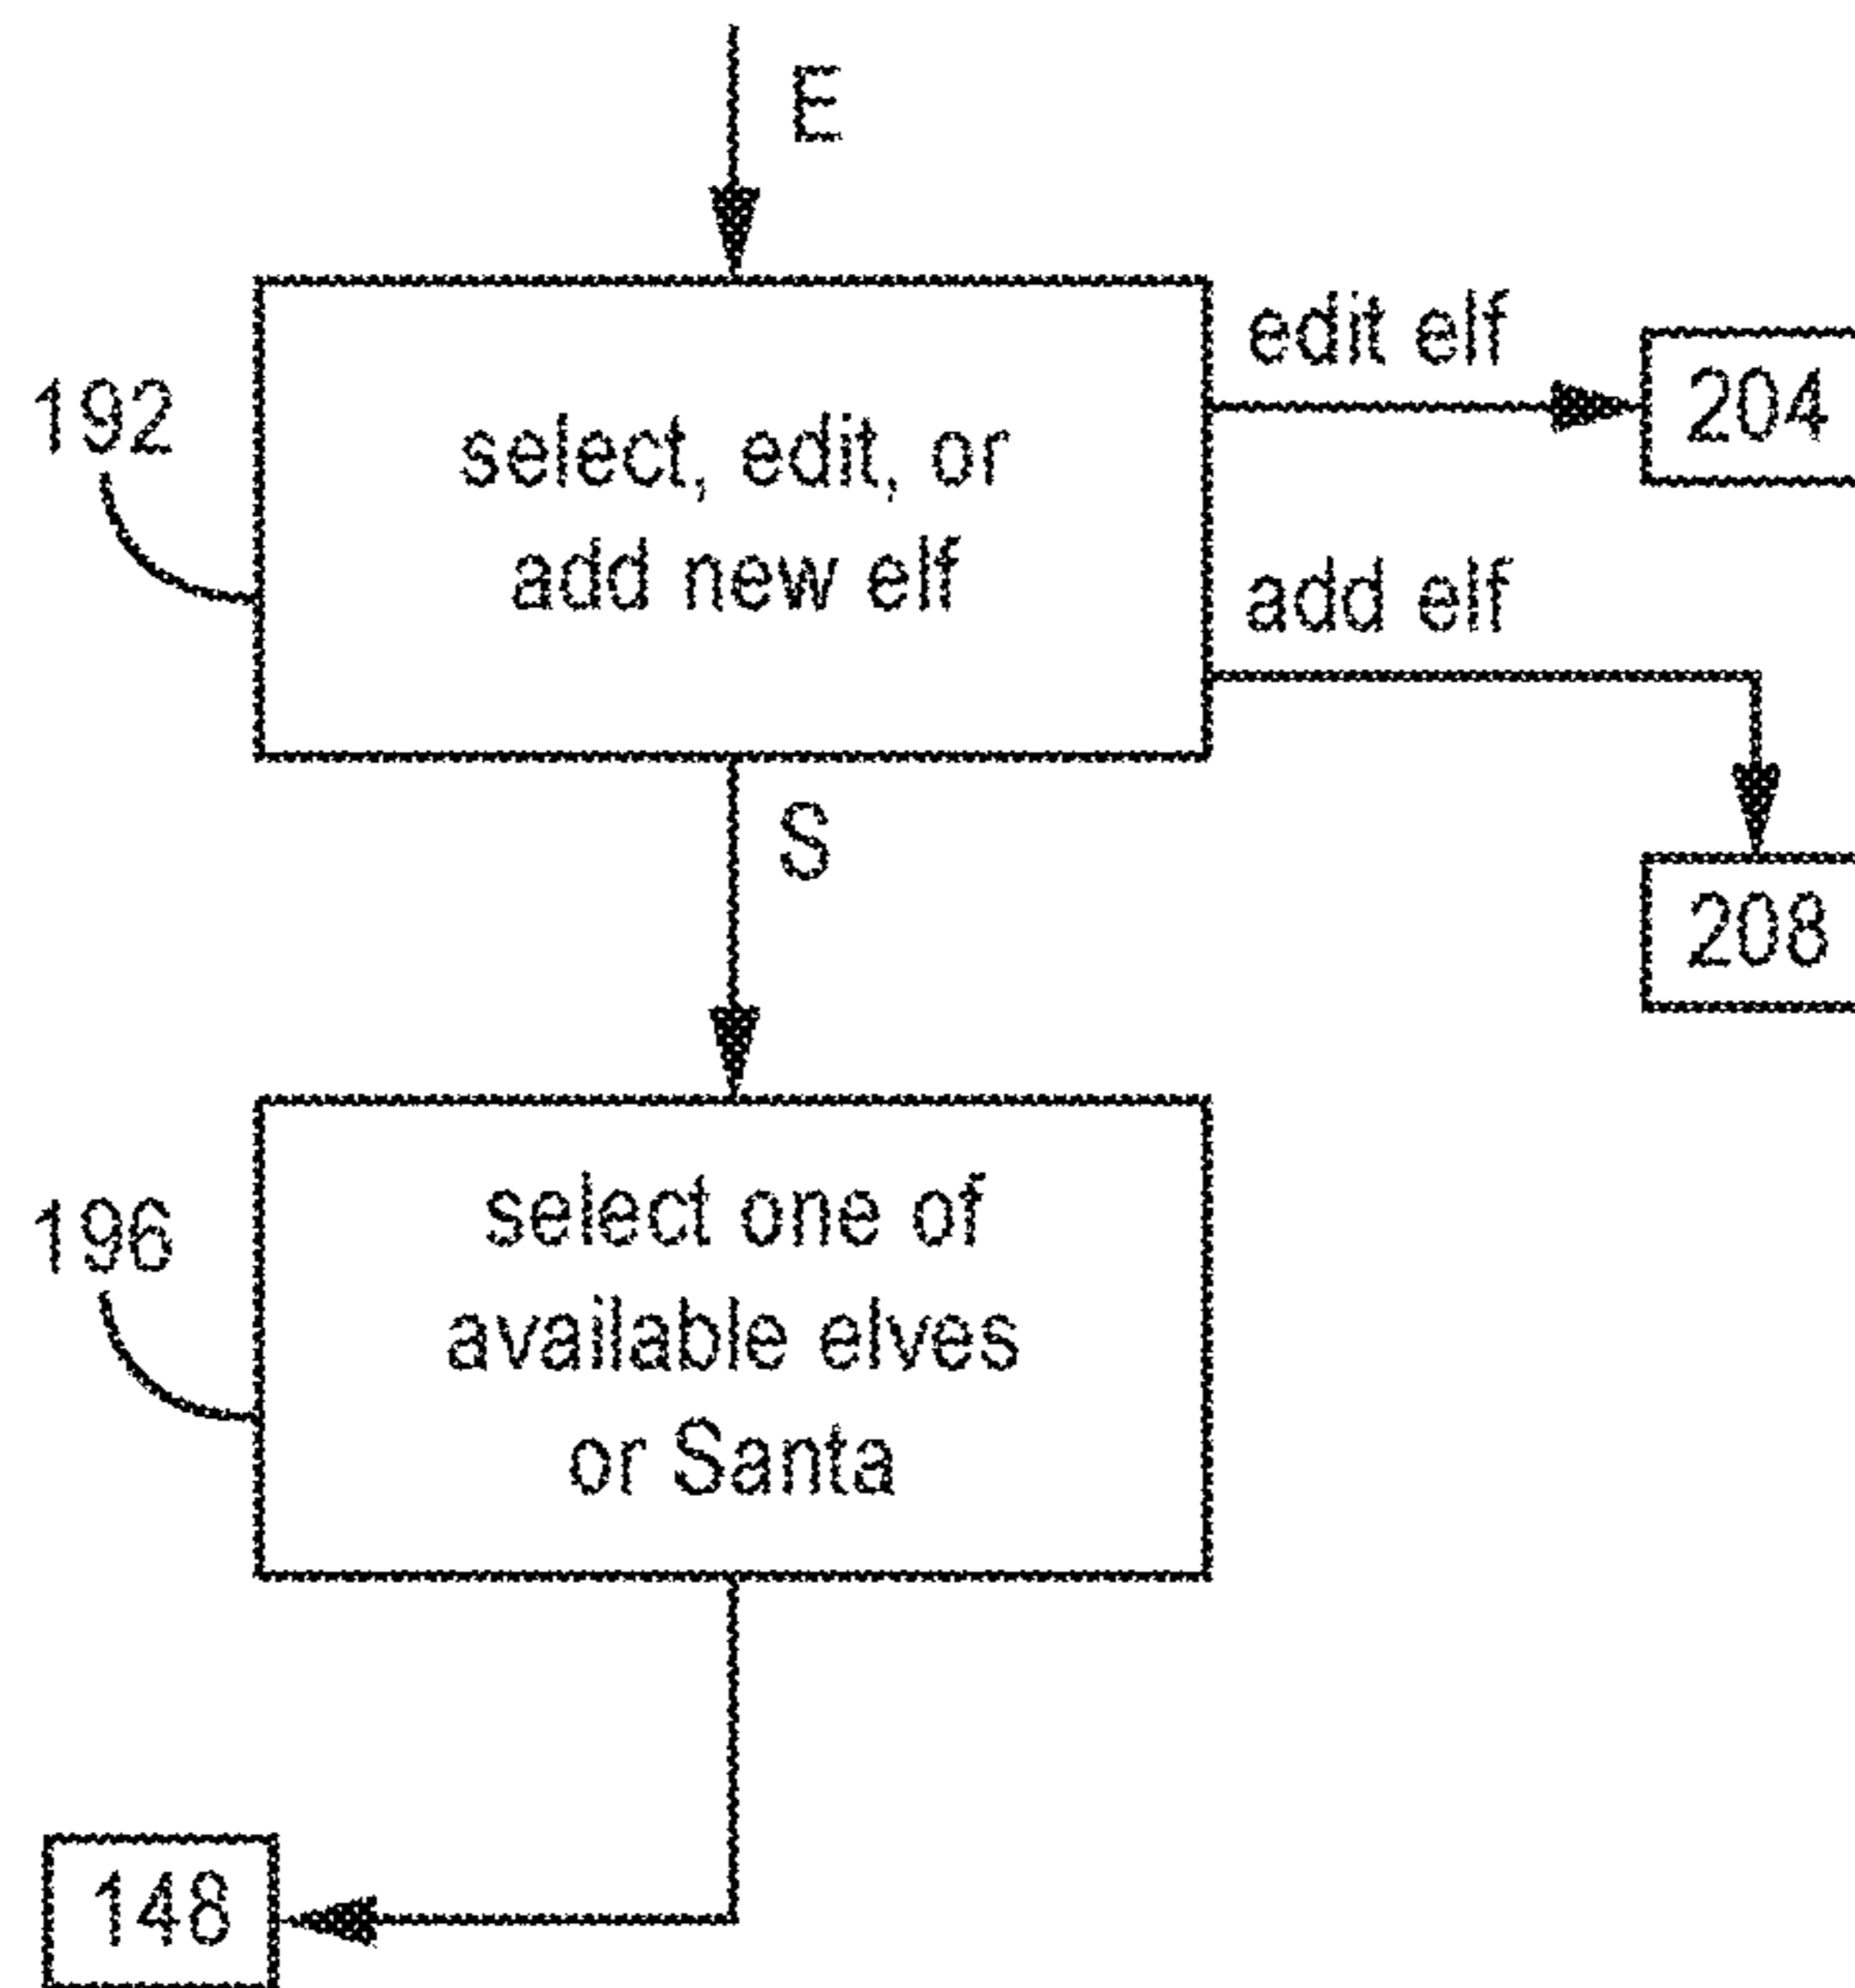 E
192
select, edit, or
add new elf
edit elf
204
add elf
208
S
196
select one of
available elves
or Santa
148